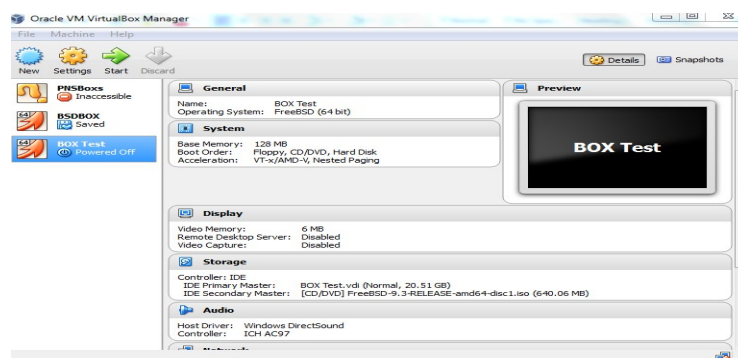 Oracle VM VirtualBox Manager
File Machine Help
New Settings Start Discard
Details Snapshots
PNSBoxs
Inaccessible
64
BSDBOX
Saved
64
BOX Test
Powered Off
General
Name: BOX Test
Operating System: FreeBSD (64 bit)
System
Base Memory: 128 MB
Boot Order: Floppy, CD/DVD, Hard Disk
Acceleration: VT-x/AMD-V, Nested Paging
Preview
BOX Test
Display
Video Memory: 6 MB
Remote Desktop Server: Disabled
Video Capture: Disabled
Storage
Controller: IDE
IDE Primary Master: BOX Test.vdi (Normal, 20.51 GB)
IDE Secondary Master: [CD/DVD] FreeBSD-9.3-RELEASE-amd64-disc1.iso (640.06 MB)
Audio
Host Driver: Windows DirectSound
Controller: ICH AC97
Network